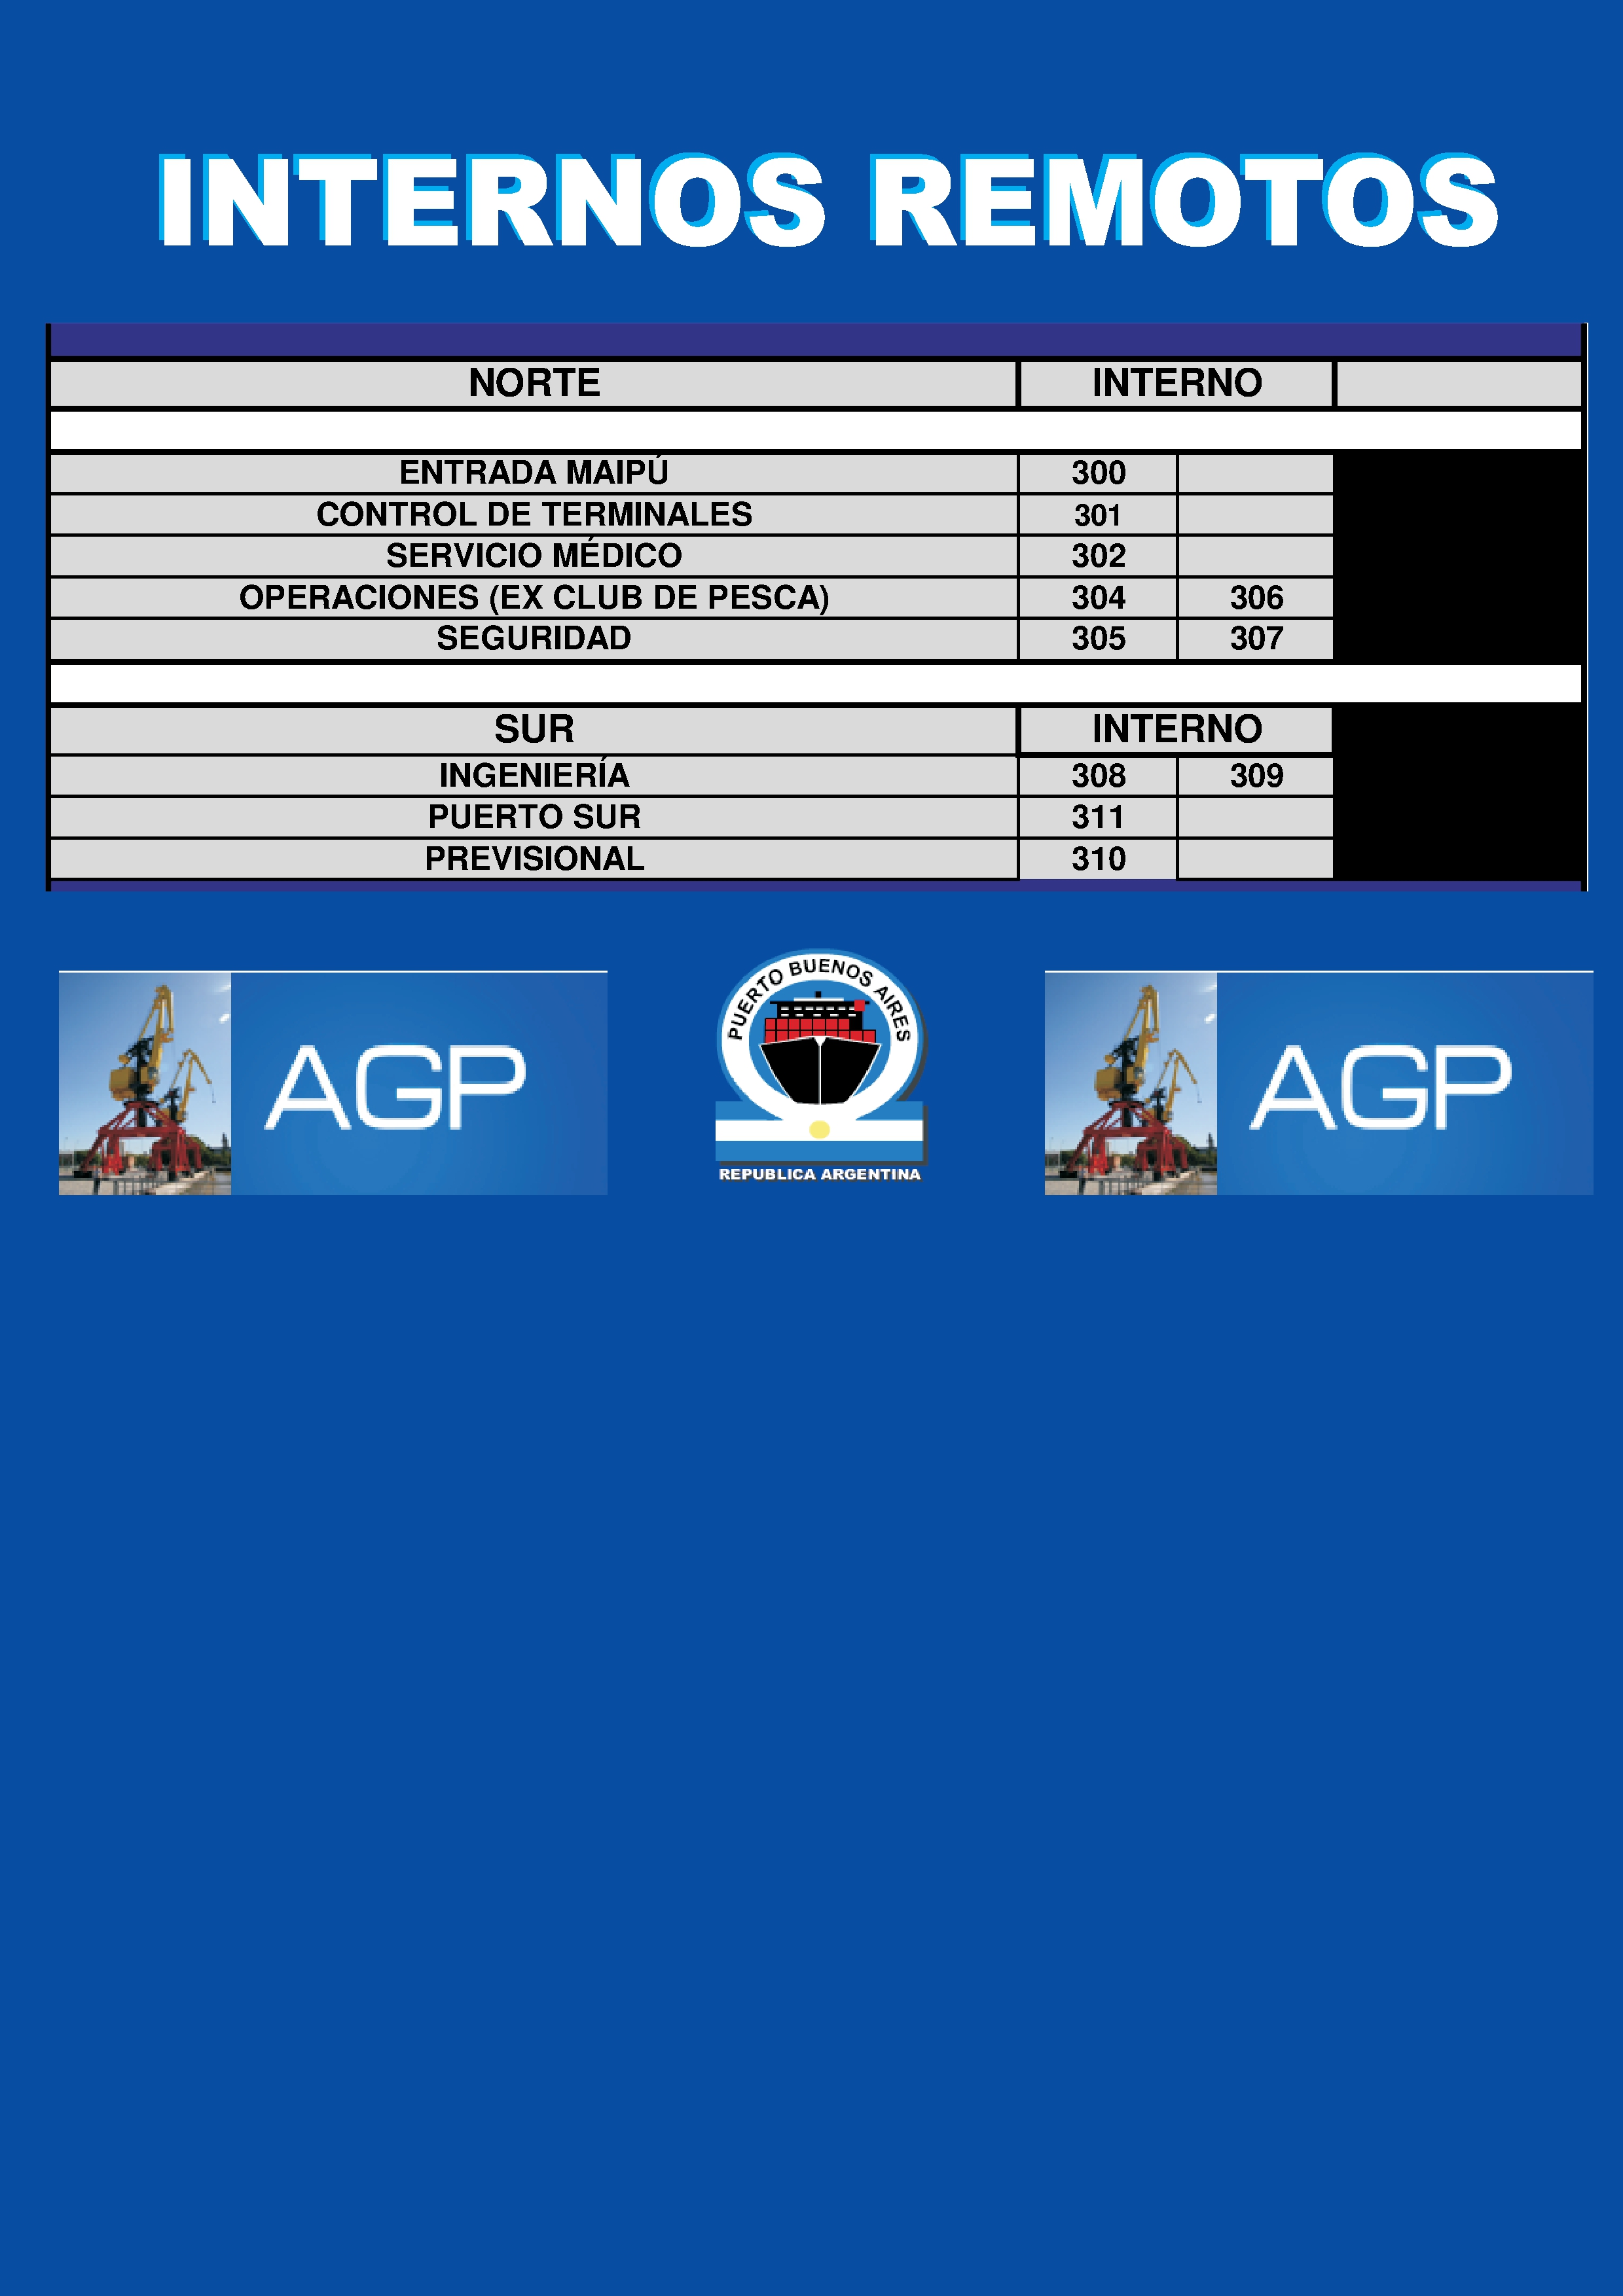 INTERNOS REMOTOS
NORTE INTERNO
ENTRADA MAIPÚ 300
CONTROL DE TERMINALES 301
SERVICIO MÉDICO 302
OPERACIONES (EX CLUB DE PESCA) 304 306
SEGURIDAD 305 307
SUR INTERNO
INGENIERÍA 308 309
PUERTO SUR 311
PREVISIONAL 310
AGP
PUERTO BUENOS AIRES
REPUBLICA ARGENTINA
AGP